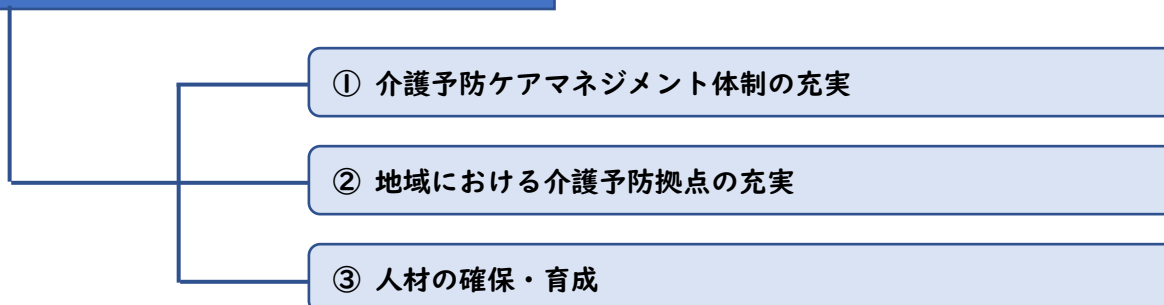 ① 介護予防ケアマネジメント体制の充実
② 地域における介護予防拠点の充実
③ 人材の確保・育成